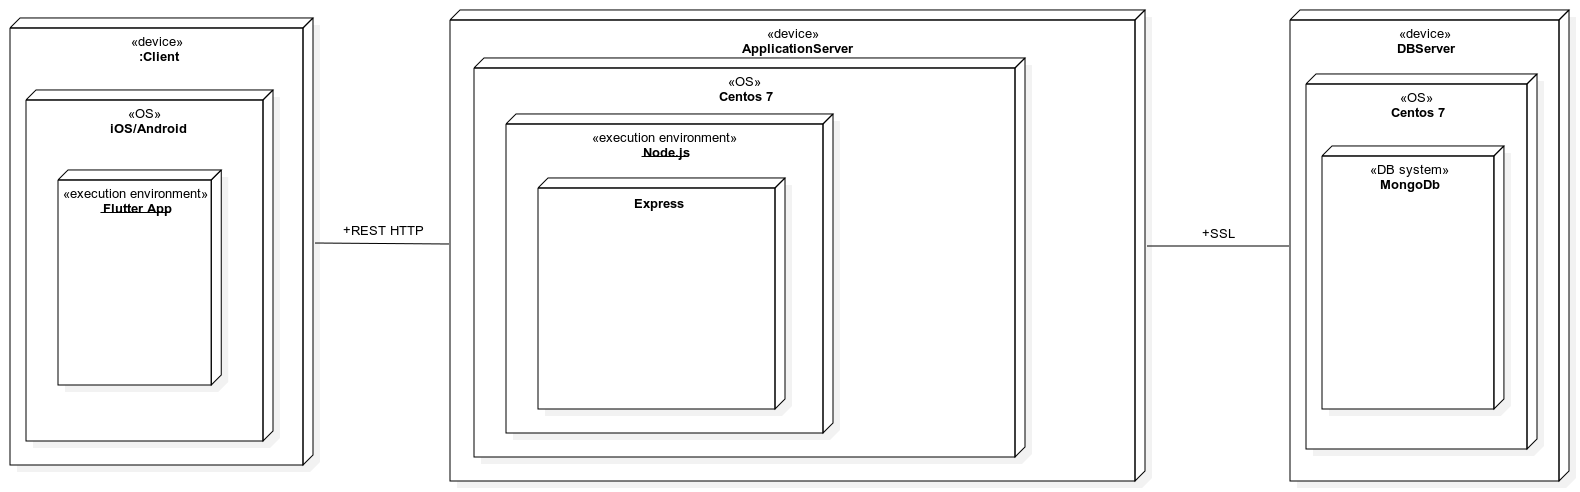 «device»
:Client
«OS»
iOS/Android
«execution environment»
Flutter App
+REST HTTP
«device»
ApplicationServer
«OS»
Centos 7
«execution environment»
Node.js
Express
+SSL
«device»
DBServer
«OS»
Centos 7
«DB system»
MongoDb